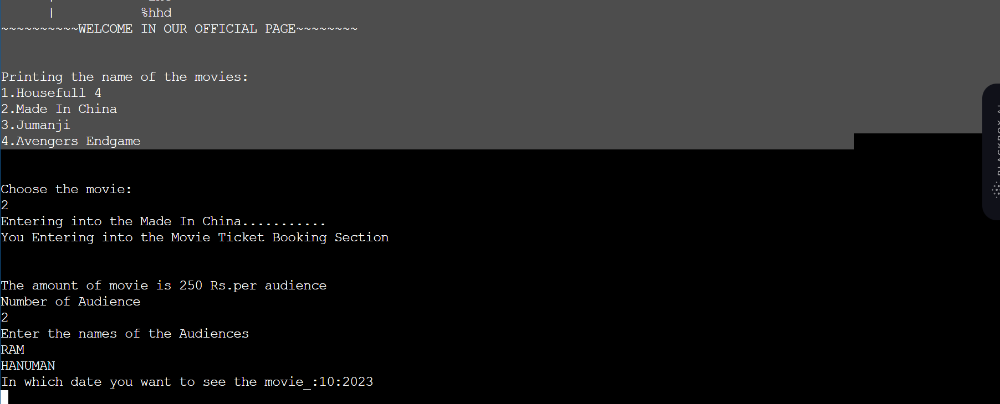 |          %hhd
~~~~~~~~~~WELCOME IN OUR OFFICIAL PAGE~~~~~~~~
Printing the name of the movies:
1.Housefull 4
2.Made In China
3.Jumanji
4.Avengers Endgame
Choose the movie:
2
Entering into the Made In China...........
You Entering into the Movie Ticket Booking Section
The amount of movie is 250 Rs.per audience
Number of Audience
2
Enter the names of the Audiences
RAM
HANUMAN
In which date you want to see the movie_:10:2023